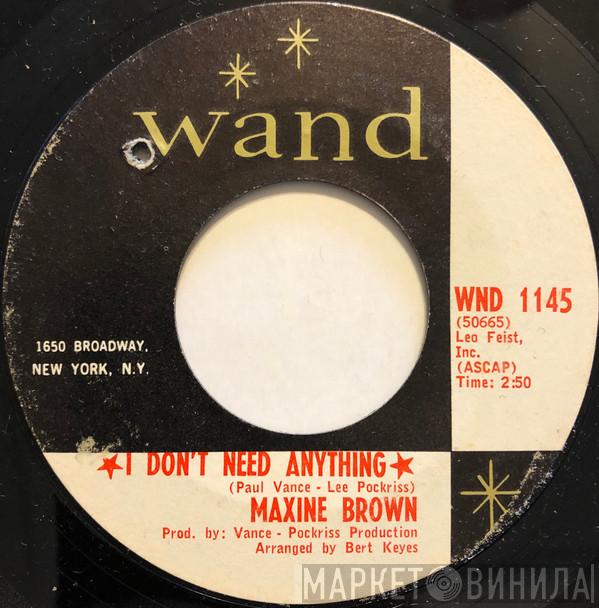 wand
WND 1145
(50665)
Leo Feist,
Inc.
(ASCAP)
Time: 2:50
1650 BROADWAY,
NEW YORK, N.Y.
★I DON'T NEED ANYTHING★
(Paul Vance - Lee Pockriss)
MAXINE BROWN
Prod. by: Vance - Pockriss Production
Arranged by Bert Keyes
МАРКЕТ ВИНИЛА